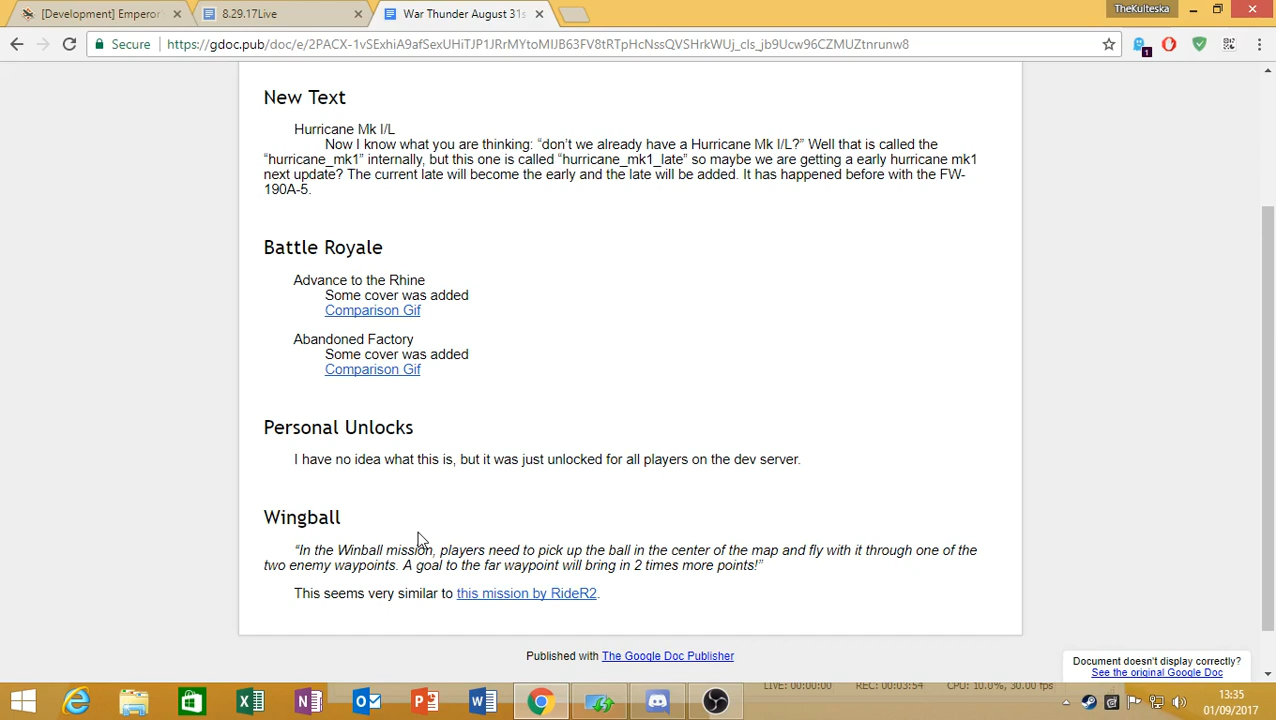 [Development] Emperor
8.29.17Live
War Thunder August 31s
TheKulteska
Secure
https://gdoc.pub/doc/e/2PACX-1vSExhiA9afSeqUHiTJP1JRrMYtoMIJB63FV8tRTpHcNssQVSHrkWUj_cls_jb9Ucw96CZMUZtnrunw8
1
New Text
Hurricane Mk I/L
Now I know what you are thinking: “don’t we already have a Hurricane Mk I/L?” Well that is called the
“hurricane_mk1” internally, but this one is called “hurricane_mk1_late” so maybe we are getting a early hurricane mk1
next update? The current late will become the early and the late will be added. It has happened before with the FW-
190A-5.
Battle Royale
Advance to the Rhine
Some cover was added
Comparison Gif
Abandoned Factory
Some cover was added
Comparison Gif
Personal Unlocks
I have no idea what this is, but it was just unlocked for all players on the dev server.
Wingball
“In the Winball mission, players need to pick up the ball in the center of the map and fly with it through one of the
two enemy waypoints. A goal to the far waypoint will bring in 2 times more points!”
This seems very similar to this mission by RideR2.
Published with The Google Doc Publisher
Document doesn't display correctly?
See the original Google Doc
LIVE: 00:00:00 REC: 00:03:54 CPU: 10.0%, 30.00 fps
13:35
01/09/2017